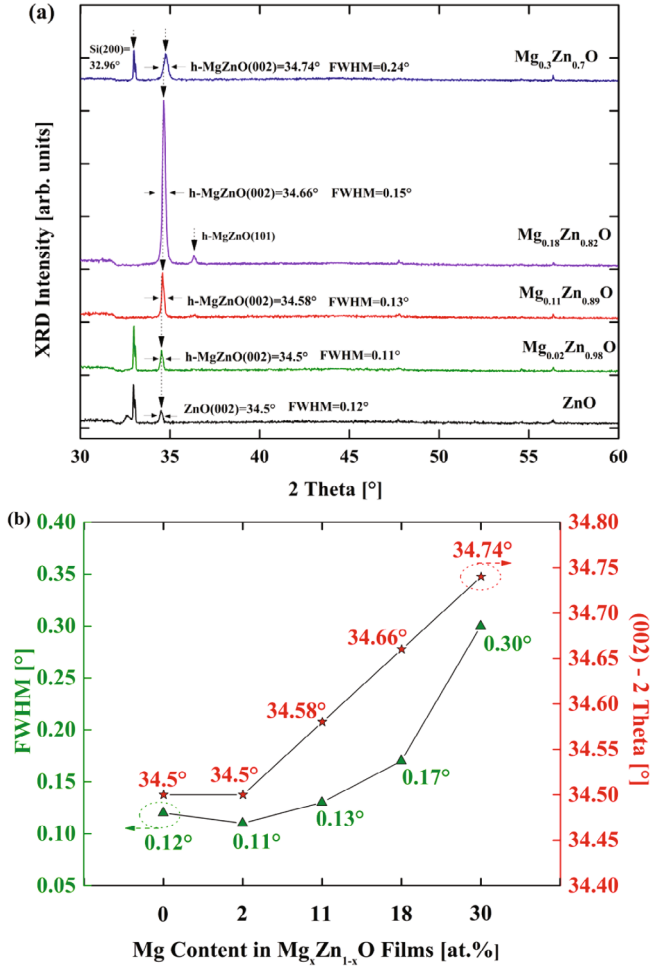 (a)
Si(200)=
32.96°
h-MgZnO(002)=34.74° FWHM=0.24°
Mg0.3Zn0.7O
h-MgZnO(002)=34.66° FWHM=0.15°
h-MgZnO(101)
Mg0.18Zn0.82O
h-MgZnO(002)=34.58° FWHM=0.13°
Mg0.11Zn0.89O
h-MgZnO(002)=34.5° FWHM=0.11°
Mg0.02Zn0.98O
ZnO(002)=34.5° FWHM=0.12°
ZnO
XRD Intensity [arb. units]
30 35 40 45 50 55 60
2 Theta [°]
(b)
0.40
0.35
0.30
0.25
0.20
0.15
0.10
0.05
FWHM [°]
34.5°
34.5°
34.58°
34.66°
34.74°
0.12°
0.11°
0.13°
0.17°
0.30°
34.80
34.75
34.70
34.65
34.60
34.55
34.50
34.45
34.40
(002) - 2 Theta
[°]
0 2 11 18 30
Mg Content in MgxZn1-xO Films [at.%]